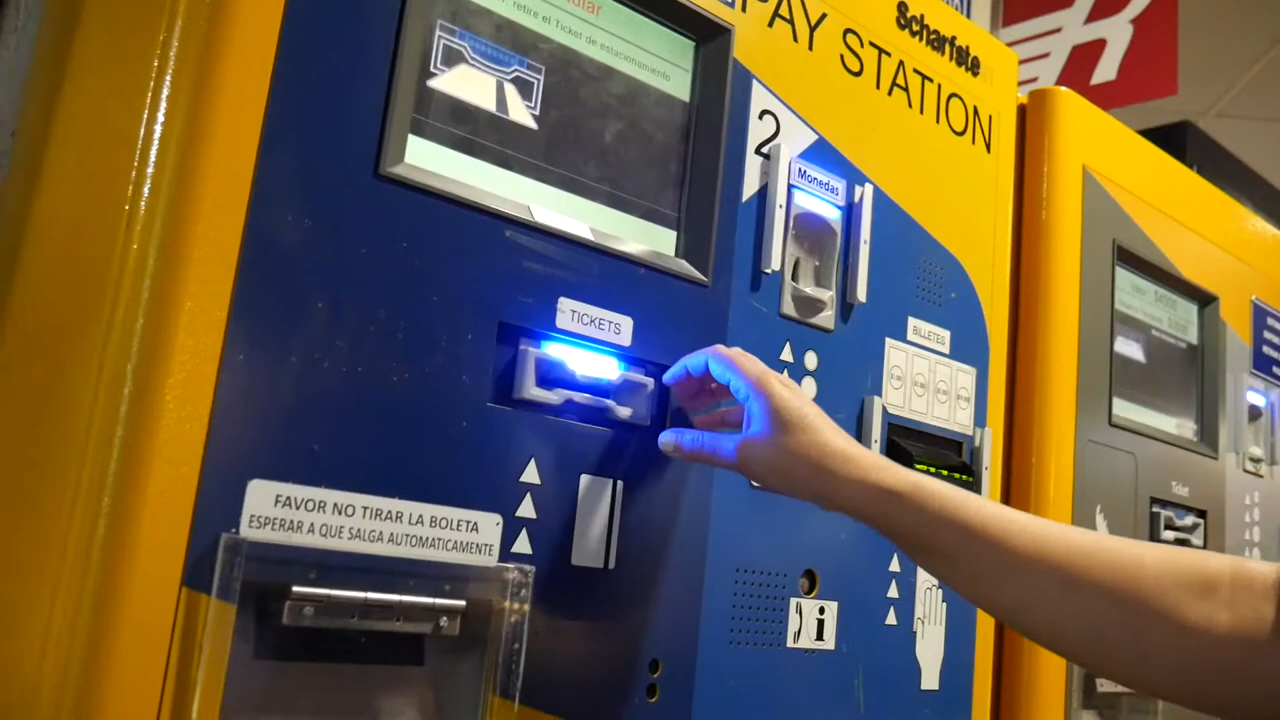 retire el Ticket de estacionamiento
PAY STATION
Scharfste
2
Monedas
TICKETS
BILLETES
FAVOR NO TIRAR LA BOLETA
ESPERAR A QUE SALGA AUTOMATICAMENTE
i
Ticket